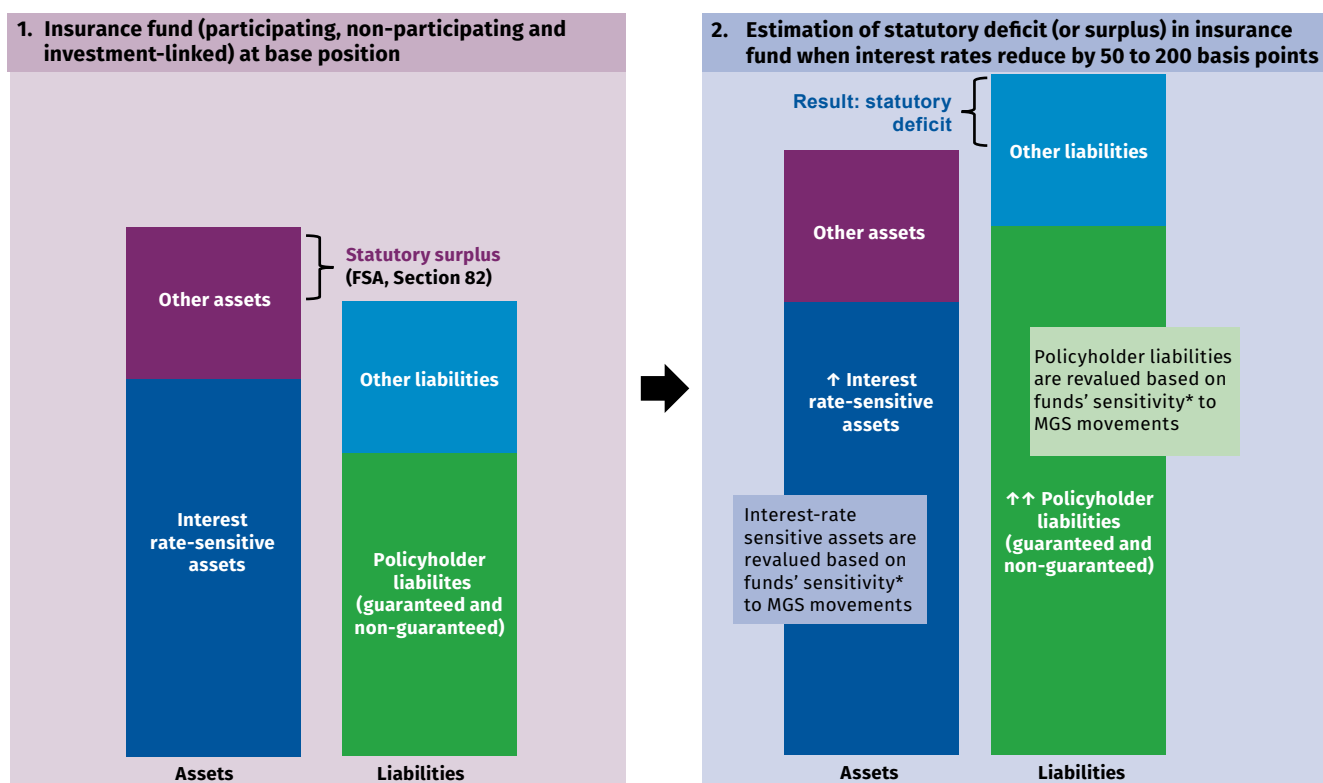 1. Insurance fund (participating, non-participating and
investment-linked) at base position
Other assets
Statutory surplus
(FSA, Section 82)
Other liabilities
Interest
rate-sensitive
assets
Policyholder
liabilites
(guaranteed and
non-guaranteed)
Assets
Liabilities
2. Estimation of statutory deficit (or surplus) in insurance
fund when interest rates reduce by 50 to 200 basis points
Result: statutory
deficit
Other liabilities
Other assets
↑ Interest
rate-sensitive
assets
Policyholder liabilities
are revalued based on
funds' sensitivity* to
MGS movements
Interest-rate
sensitive assets are
revalued based on
funds' sensitivity*
to MGS movements
↑↑ Policyholder
liabilities
(guaranteed and
non-guaranteed)
Assets
Liabilities